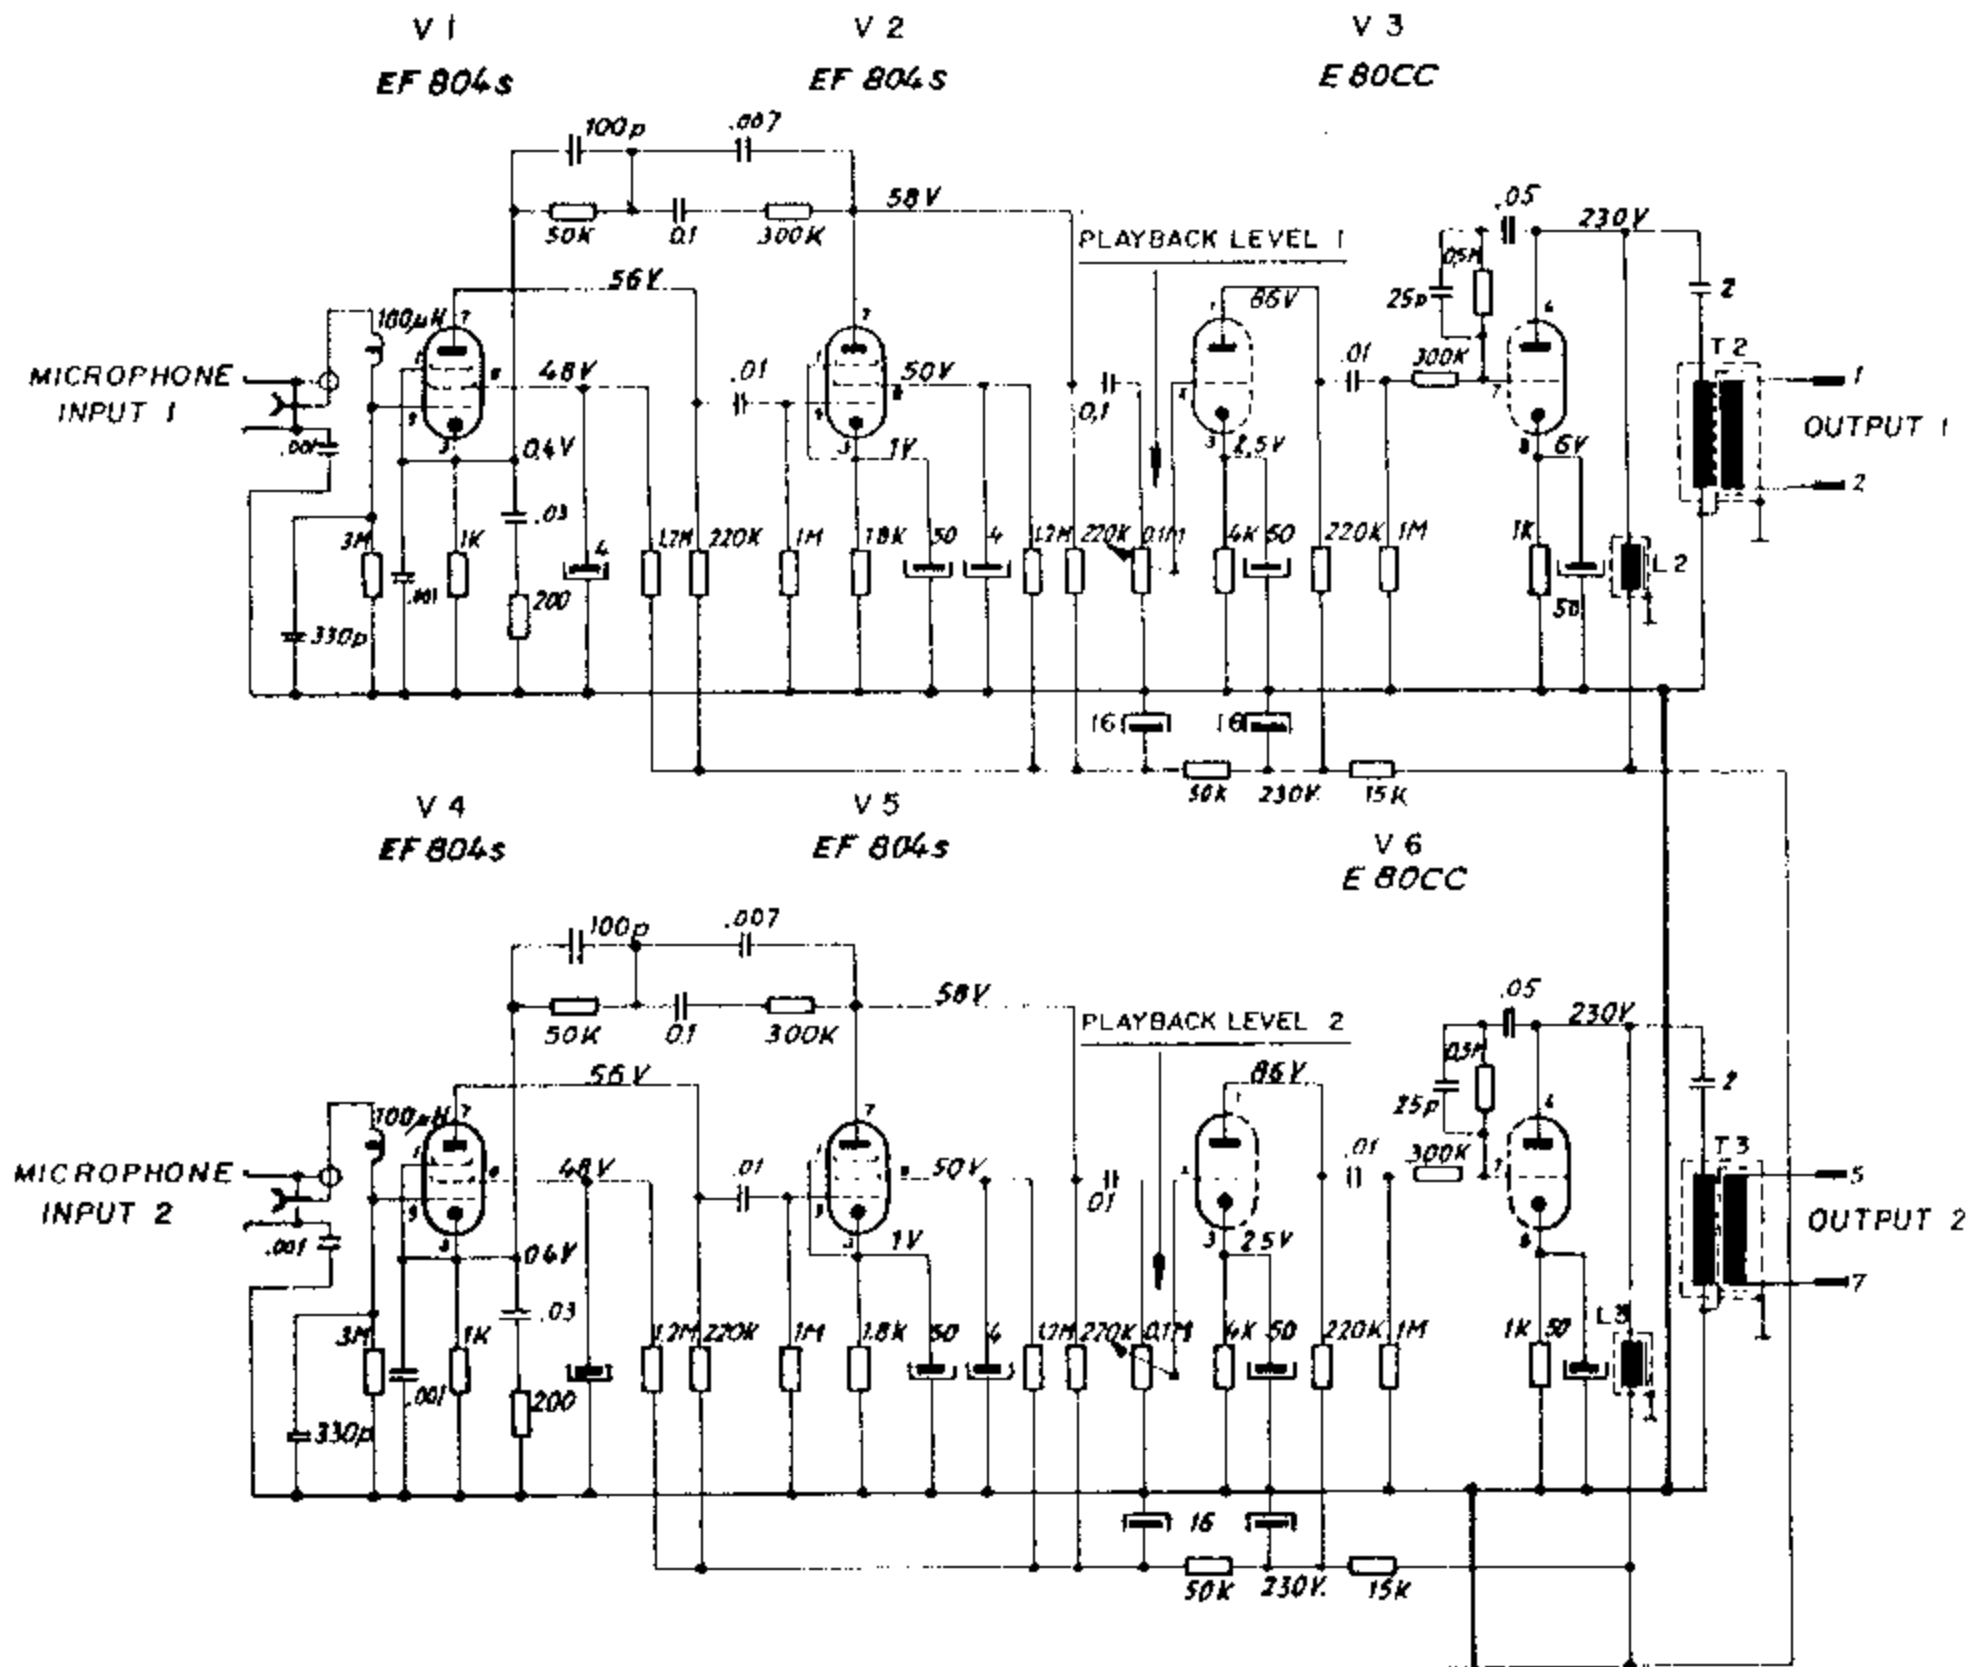 V 1 V 2 V 3
EF 804s EF 804s E 80CC
100p .007
.05
58V 230V
50K 0.1 300K
PLAYBACK LEVEL 1
0,5M
56V 86V 25p 2
T 2
MICROPHONE 48V .01 50V .01 300K 1
INPUT 1 0,1 OUTPUT 1
.001 0.4V 1V 2,5V 6V 2
.03
3M 1K 4 1.2M 220K 1M 1.8K 50 4 1.2M 220K 0.1M 4K 50 220K 1M 1K L 2
.001 200 50
330p
16 16
50K 230V. 15K
V 4 V 5 V 6
EF 804s EF 804s E 80CC
100p .007
.05
58V 230V
50K 0.1 300K
PLAYBACK LEVEL 2
0,5M
56V 86V 25p 2
100µH T 3
MICROPHONE 48V .01 50V .01 300K 5
INPUT 2 0.1 OUTPUT 2
.001 0.4V 1V 2.5V 7
.03 L 3
3M 1K 1.2M 220K 1M 1.8K 50 4 1.2M 220K 0.1M 4K 50 220K 1M 1K 50
.001 200
330p
16
50K 230V. 15K